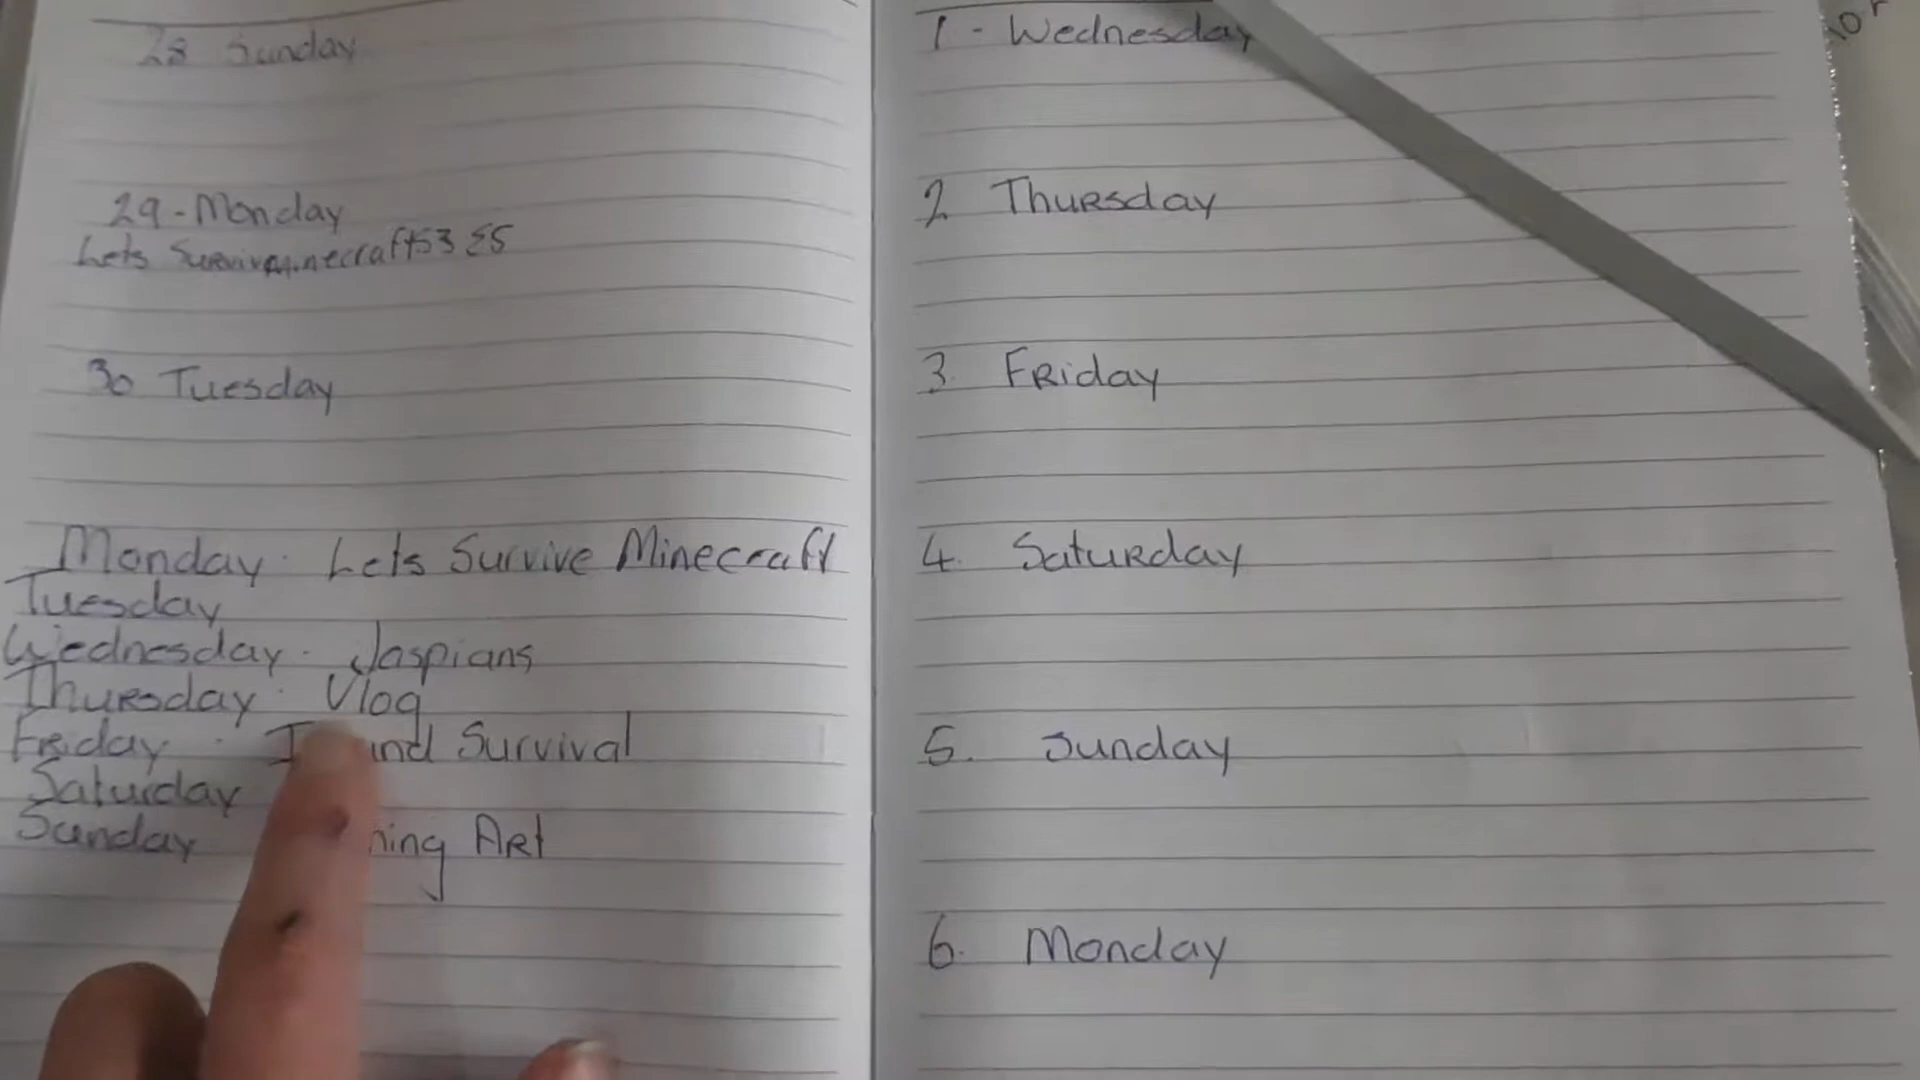 28 Sunday
29-Monday
Lets Survive Minecraft S3 E5
30 Tuesday
Monday · Lets Survive Minecraft
Tuesday
Wednesday · Jaspians
Thursday · Vlog
Friday · Survival
Saturday
Sunday Art
1 - Wednesday
2 Thursday
3. Friday
4. Saturday
5. Sunday
6. Monday